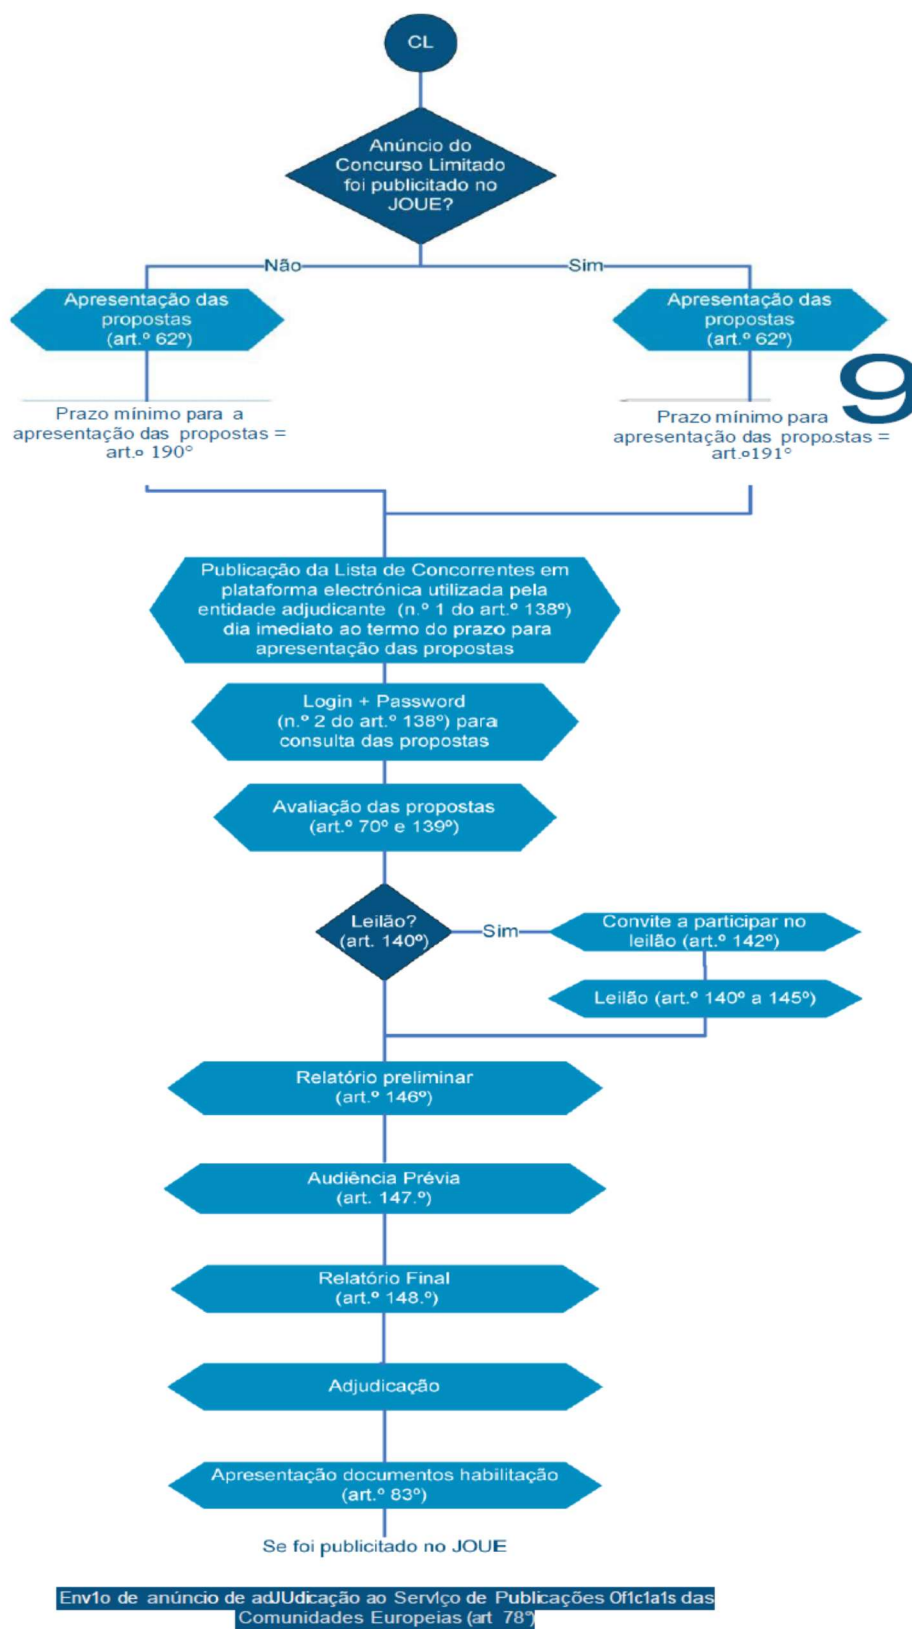 CL
Anúncio do
Concurso Limitado
foi publicitado no
JOUE?
Não
Sim
Apresentação das
propostas
(art.º 62º)
Apresentação das
propostas
(art.º 62º)
9
Prazo mínimo para a
apresentação das propostas =
art.º 190°
Prazo mínimo para
apresentação das propostas =
art.º191°
Publicação da Lista de Concorrentes em
plataforma electrónica utilizada pela
entidade adjudicante (n.º 1 do art.º 138º)
dia imediato ao termo do prazo para
apresentação das propostas
Login + Password
(n.º 2 do art.º 138º) para
consulta das propostas
Avaliação das propostas
(art.º 70º e 139º)
Leilão?
(art. 140º)
Sim
Convite a participar no
leilão (art.º 142º)
Leilão (art.º 140º a 145º)
Relatório preliminar
(art.º 146º)
Audiência Prévia
(art. 147.º)
Relatório Final
(art.º 148.º)
Adjudicação
Apresentação documentos habilitação
(art.º 83º)
Se foi publicitado no JOUE
Env1o de anúncio de adJUdicação ao Servlço de Publicações Of1c1a1s das
Comunidades Europeias (art 78°)